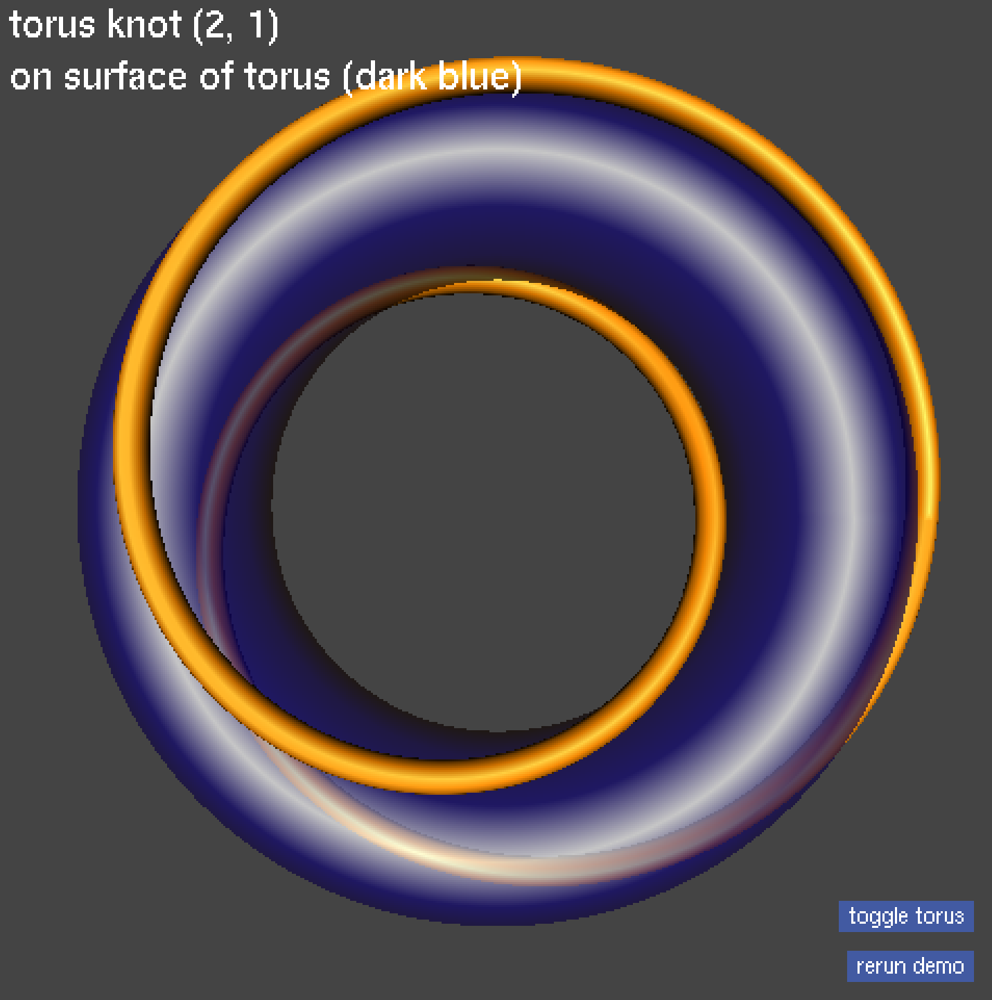 torus knot (2, 1)
on surface of torus (dark blue)
toggle torus
rerun demo